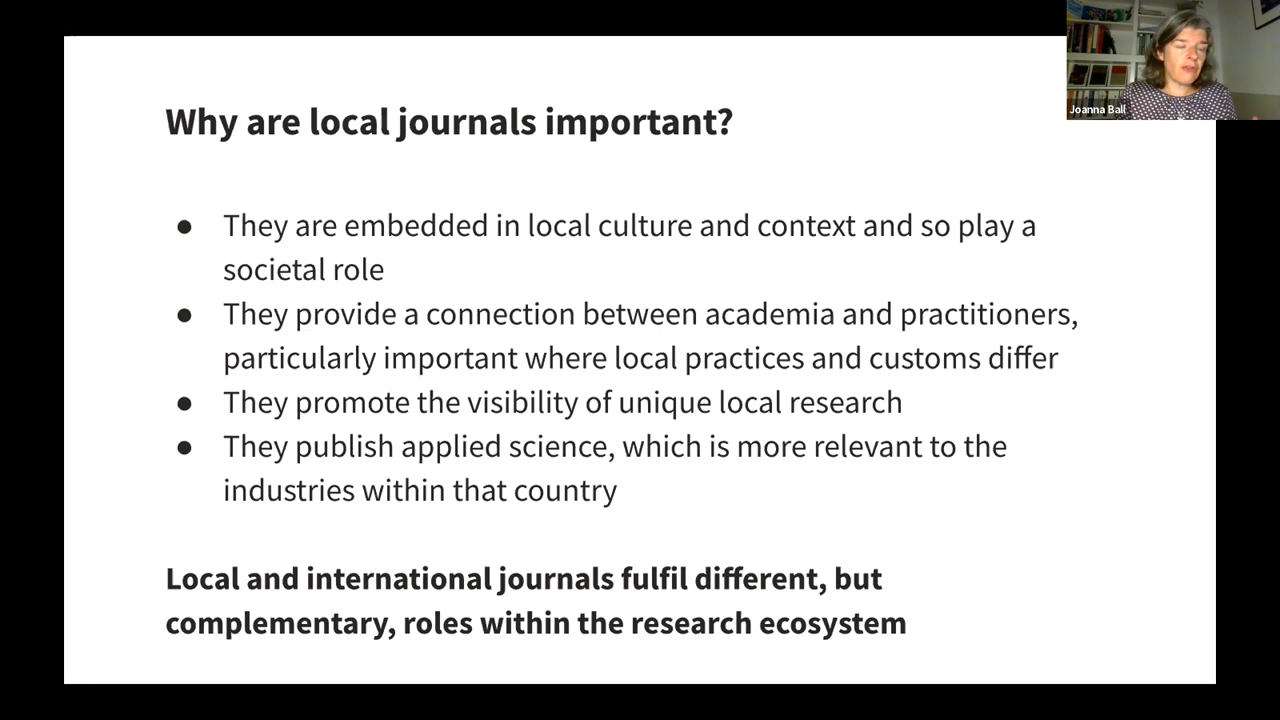 Why are local journals important?
Joanna Ball
● They are embedded in local culture and context and so play a
societal role
● They provide a connection between academia and practitioners,
particularly important where local practices and customs differ
● They promote the visibility of unique local research
● They publish applied science, which is more relevant to the
industries within that country
Local and international journals fulfil different, but
complementary, roles within the research ecosystem